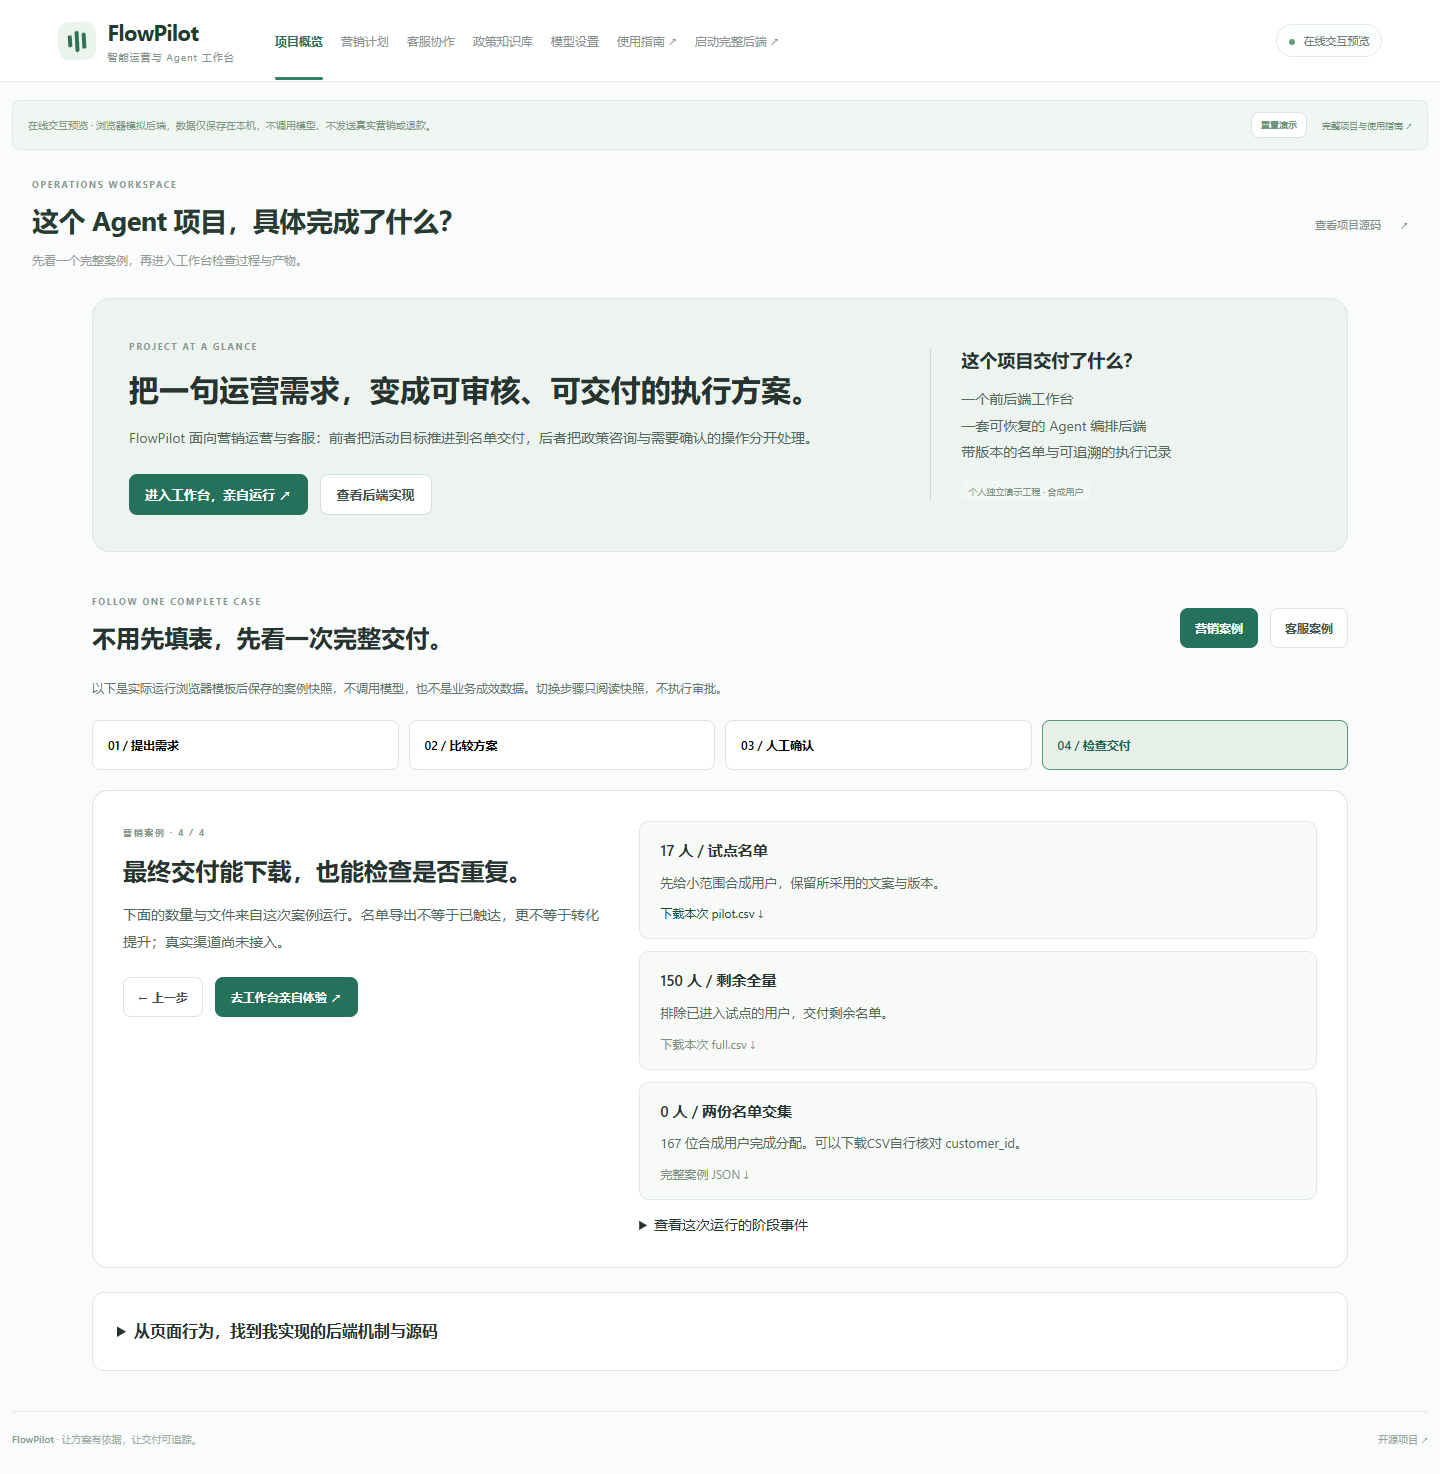 FlowPilot
智能运营与 Agent 工作台
项目概览 营销计划 客服协作 政策知识库 模型设置 使用指南 ↗ 启动完整后端 ↗
在线交互预览
在线交互预览 · 浏览器模拟后端，数据仅保存在本机，不调用模型、不发送真实营销或退款。
重置演示
完整项目与使用指南 ↗
OPERATIONS WORKSPACE
这个 Agent 项目，具体完成了什么？
查看项目源码 ↗
先看一个完整案例，再进入工作台检查过程与产物。
PROJECT AT A GLANCE
把一句运营需求，变成可审核、可交付的执行方案。
FlowPilot 面向营销运营与客服：前者把活动目标推进到名单交付，后者把政策咨询与需要确认的操作分开处理。
进入工作台，亲自运行 ↗
查看后端实现
这个项目交付了什么？
一个前后端工作台
一套可恢复的 Agent 编排后端
带版本的名单与可追溯的执行记录
个人独立演示工程 · 合成用户
FOLLOW ONE COMPLETE CASE
不用先填表，先看一次完整交付。
营销案例
客服案例
以下是实际运行浏览器模板后保存的案例快照，不调用模型，也不是业务成效数据。切换步骤只阅读快照，不执行审批。
01 / 提出需求
02 / 比较方案
03 / 人工确认
04 / 检查交付
营销案例 · 4 / 4
最终交付能下载，也能检查是否重复。
下面的数量与文件来自这次案例运行。名单导出不等于已触达，更不等于转化
提升；真实渠道尚未接入。
← 上一步
去工作台亲自体验 ↗
17 人 / 试点名单
先给小范围合成用户，保留所采用的文案与版本。
下载本次 pilot.csv ↓
150 人 / 剩余全量
排除已进入试点的用户，交付剩余名单。
下载本次 full.csv ↓
0 人 / 两份名单交集
167 位合成用户完成分配。可以下载CSV自行核对 customer_id。
完整案例 JSON ↓
▶ 查看这次运行的阶段事件
▶ 从页面行为，找到我实现的后端机制与源码
FlowPilot · 让方案有依据，让交付可追踪。
开源项目 ↗